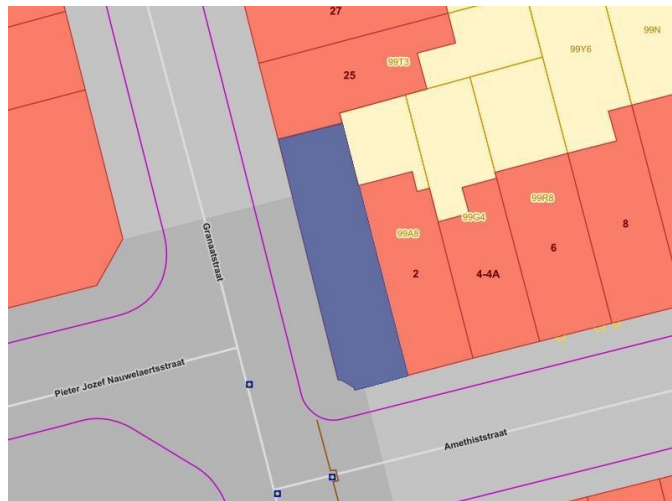 27
99T3
25
99Y6
99N
99A8
99G4
99R8
2
4-4A
6
8
Granaatstraat
Pieter Jozef Nauwelaertsstraat
Amethiststraat